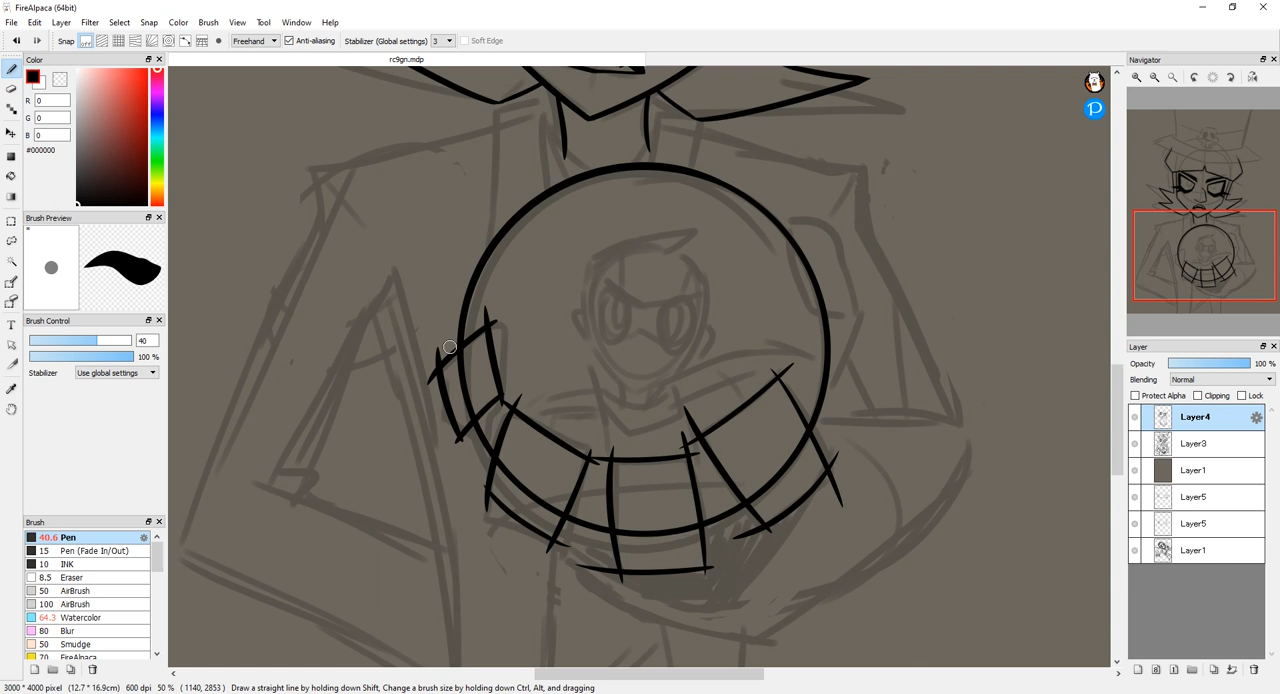 FireAlpaca (64bit)
File Edit Layer Filter Select Snap Color Brush View Tool Window Help
Snap off Freehand Anti-aliasing Stabilizer (Global settings) 3 Soft Edge
Color
rc9gn.mdp
Navigator
R 0
G 0
B 0
#000000
Brush Preview
Brush Control
40
100 %
Stabilizer Use global settings
Layer
Opacity 100 %
Blending Normal
Protect Alpha Clipping Lock
Layer4
Layer3
Layer1
Layer5
Layer5
Layer1
Brush
40.6 Pen
15 Pen (Fade In/Out)
10 INK
8.5 Eraser
50 AirBrush
100 AirBrush
64.3 Watercolor
80 Blur
50 Smudge
70 FireAlpaca
3000 * 4000 pixel (12.7 * 16.9cm) 600 dpi 50 % ( 1140, 2853 ) Draw a straight line by holding down Shift, Change a brush size by holding down Ctrl, Alt, and dragging